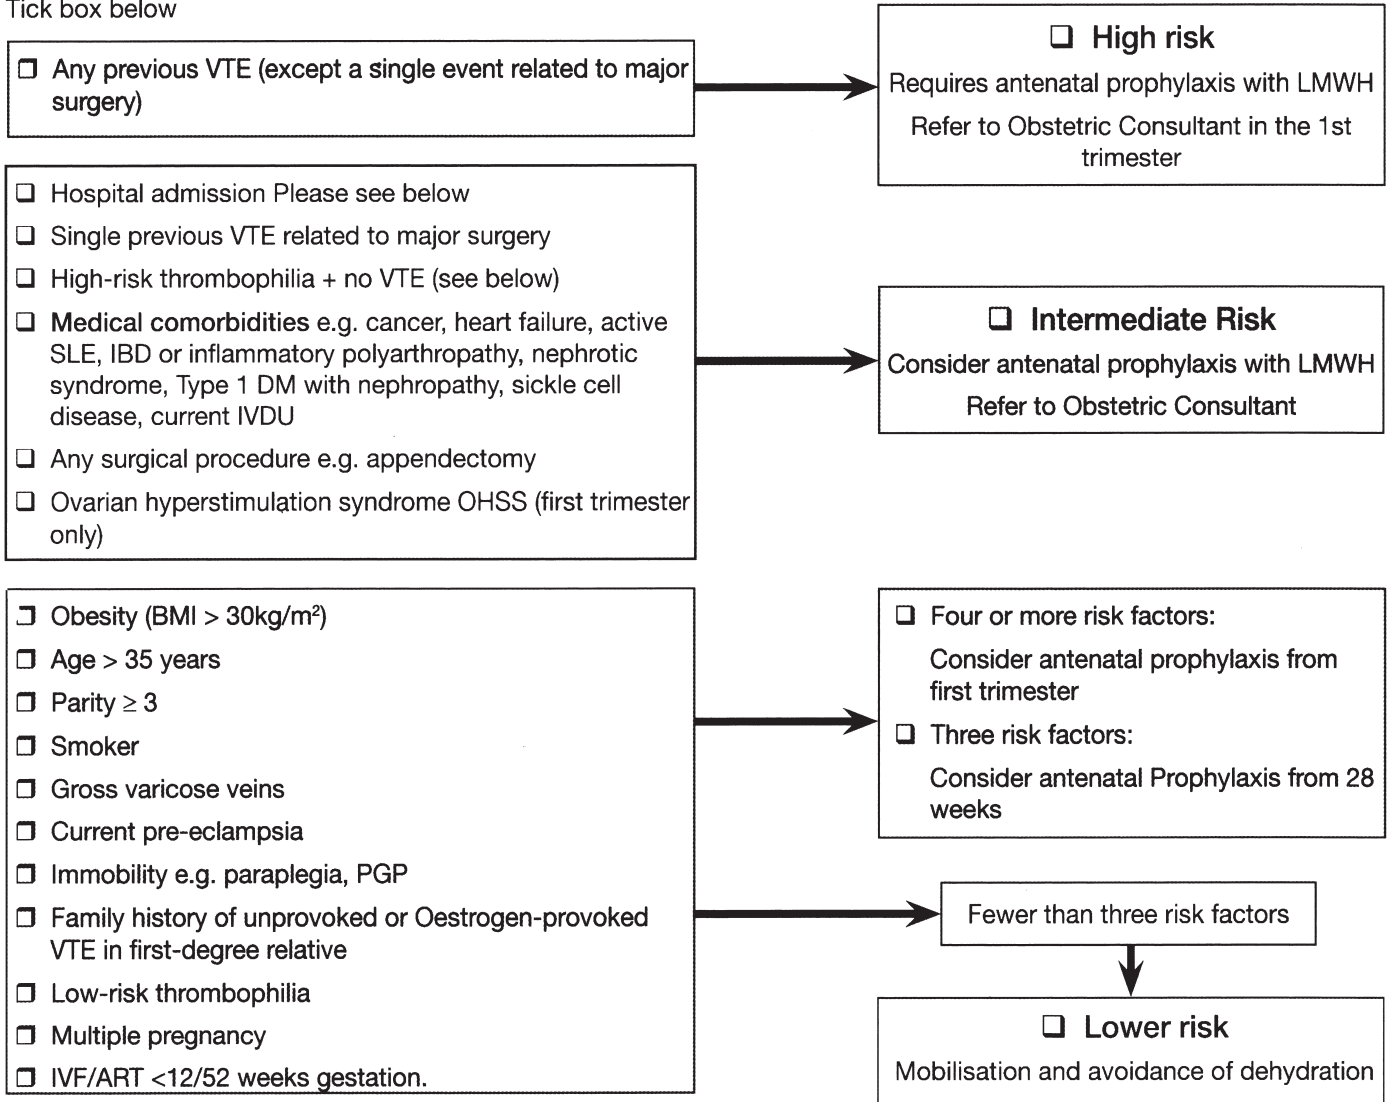 Tick box below
Any previous VTE (except a single event related to major
surgery)
High risk
Requires antenatal prophylaxis with LMWH
Refer to Obstetric Consultant in the 1st
trimester
Hospital admission Please see below
Single previous VTE related to major surgery
High-risk thrombophilia + no VTE (see below)
Medical comorbidities e.g. cancer, heart failure, active
SLE, IBD or inflammatory polyarthropathy, nephrotic
syndrome, Type 1 DM with nephropathy, sickle cell
disease, current IVDU
Any surgical procedure e.g. appendectomy
Ovarian hyperstimulation syndrome OHSS (first trimester
only)
Intermediate Risk
Consider antenatal prophylaxis with LMWH
Refer to Obstetric Consultant
Obesity (BMI > 30kg/m²)
Age > 35 years
Parity ≥ 3
Smoker
Gross varicose veins
Current pre-eclampsia
Immobility e.g. paraplegia, PGP
Family history of unprovoked or Oestrogen-provoked
VTE in first-degree relative
Low-risk thrombophilia
Multiple pregnancy
IVF/ART <12/52 weeks gestation.
Four or more risk factors:
Consider antenatal prophylaxis from
first trimester
Three risk factors:
Consider antenatal Prophylaxis from 28
weeks
Fewer than three risk factors
Lower risk
Mobilisation and avoidance of dehydration